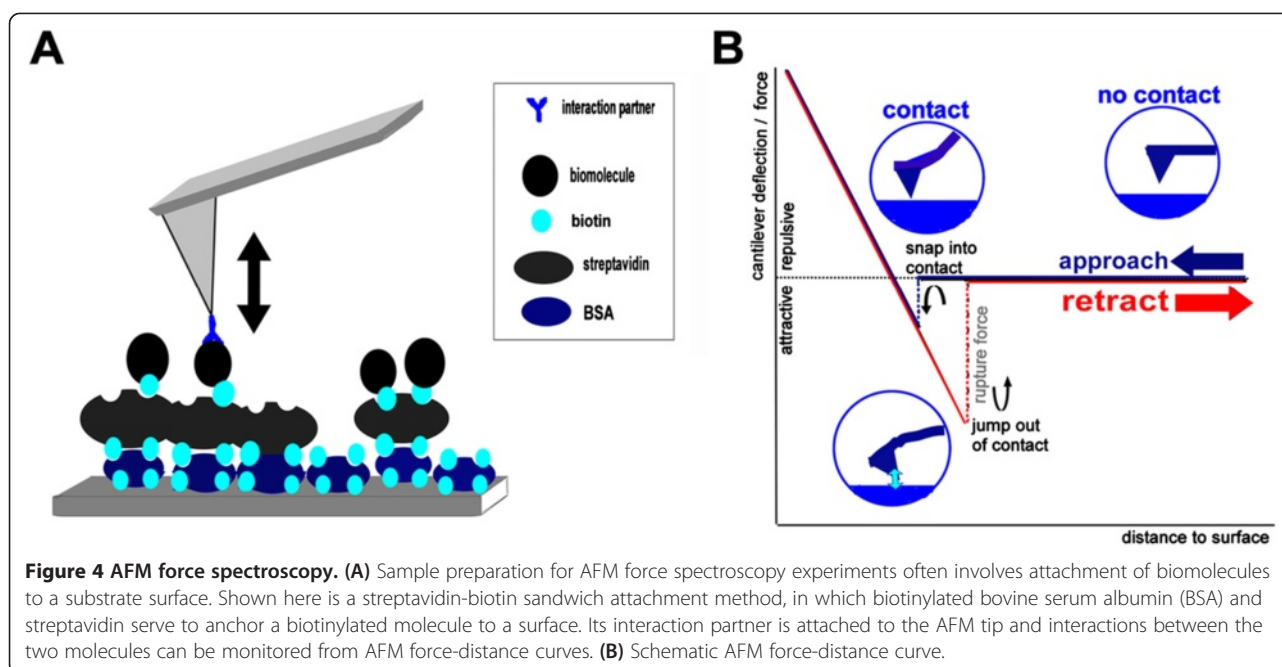 A
interaction partner
biomolecule
biotin
streptavidin
BSA
B
cantilever deflection / force
attractive repulsive
contact
no contact
snap into
contact
approach
retract
rupture force
jump out
of contact
distance to surface
Figure 4 AFM force spectroscopy. (A) Sample preparation for AFM force spectroscopy experiments often involves attachment of biomolecules
to a substrate surface. Shown here is a streptavidin-biotin sandwich attachment method, in which biotinylated bovine serum albumin (BSA) and
streptavidin serve to anchor a biotinylated molecule to a surface. Its interaction partner is attached to the AFM tip and interactions between the
two molecules can be monitored from AFM force-distance curves. (B) Schematic AFM force-distance curve.